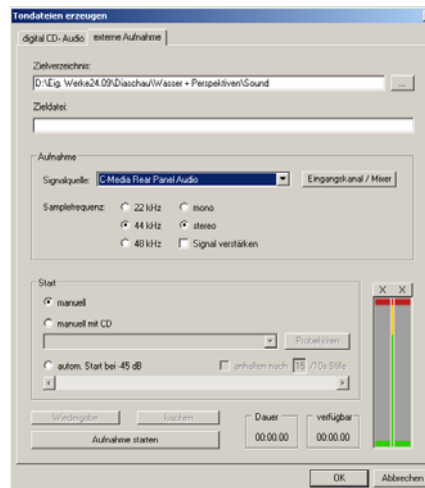 Tondateien erzeugen
digital CD-Audio externe Aufnahme
Zielverzeichnis:
D:\Eig. Werke24.09\Diaschau\Wasser + Perspektiven\Sound ...
Zieldatei:
Aufnahme
Signalquelle: C-Media Rear Panel Audio Eingangskanal / Mixer
Samplefrequenz: 22 kHz mono
44 kHz stereo
48 kHz Signal verstärken
Start
manuell X X
manuell mit CD
Probehören
autom. Start bei -45 dB anhalten nach 15 /10s Stille
Wiedergabe löschen Dauer verfügbar
Aufnahme starten 00:00.00 00:00.00
OK Abbrechen